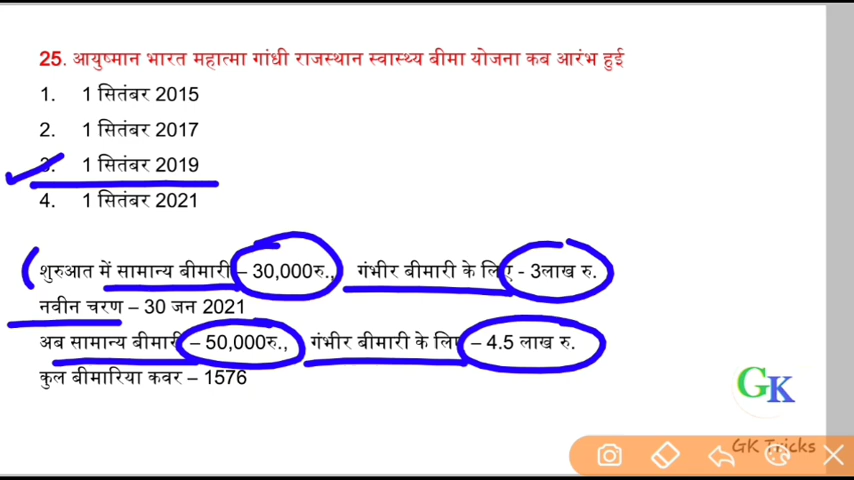 25. आयुष्मान भारत महात्मा गांधी राजस्थान स्वास्थ्य बीमा योजना कब आरंभ हुई
1. 1 सितंबर 2015
2. 1 सितंबर 2017
3. 1 सितंबर 2019
4. 1 सितंबर 2021
(शुरुआत में सामान्य बीमारी – 30,000रु., गंभीर बीमारी के लिए - 3लाख रु.
नवीन चरण – 30 जन 2021
अब सामान्य बीमारी – 50,000रु., गंभीर बीमारी के लिए – 4.5 लाख रु.
कुल बीमारिया कवर – 1576
GK
GK Tricks